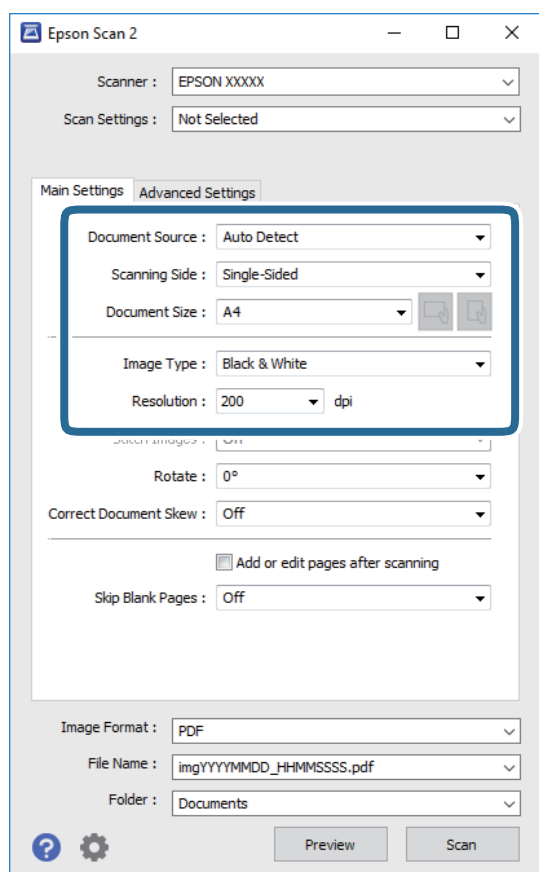 Epson Scan 2
Scanner : EPSON XXXXX
Scan Settings : Not Selected
Main Settings Advanced Settings
Document Source : Auto Detect
Scanning Side : Single-Sided
Document Size : A4
Image Type : Black & White
Resolution : 200 dpi
Stitch Images : On
Rotate : 0°
Correct Document Skew : Off
Add or edit pages after scanning
Skip Blank Pages : Off
Image Format : PDF
File Name : imgYYYYMMDD_HHMMSSSS.pdf
Folder : Documents
? Preview Scan